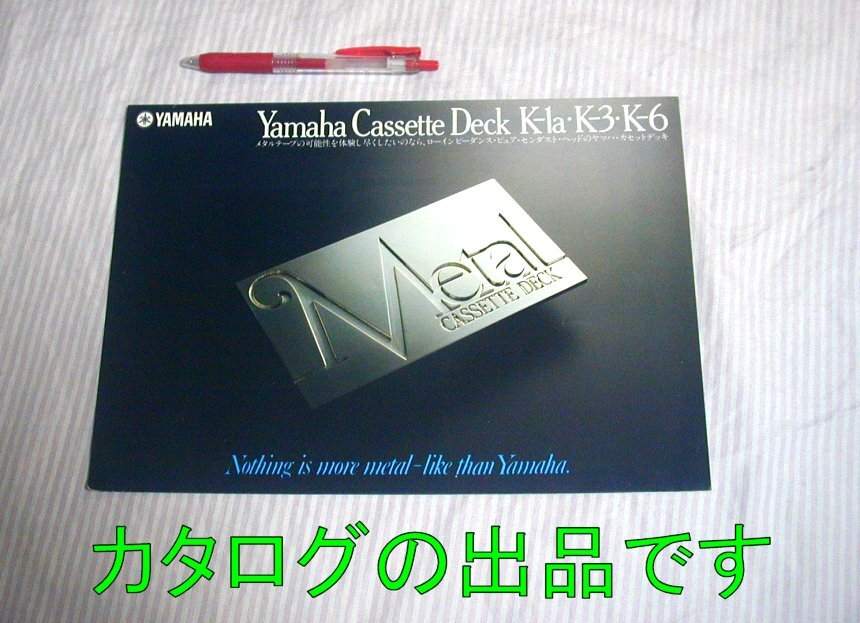 YAMAHA
Yamaha Cassette Deck K-1a·K-3·K-6
メタルテープの可能性を体験し尽くしたいのなら、ローインピーダンス・ピュア・センダスト・ヘッドのヤマハ・カセットデッキ
Metal
CASSETTE DECK
Nothing is more metal-like than Yamaha.
カタログの出品です